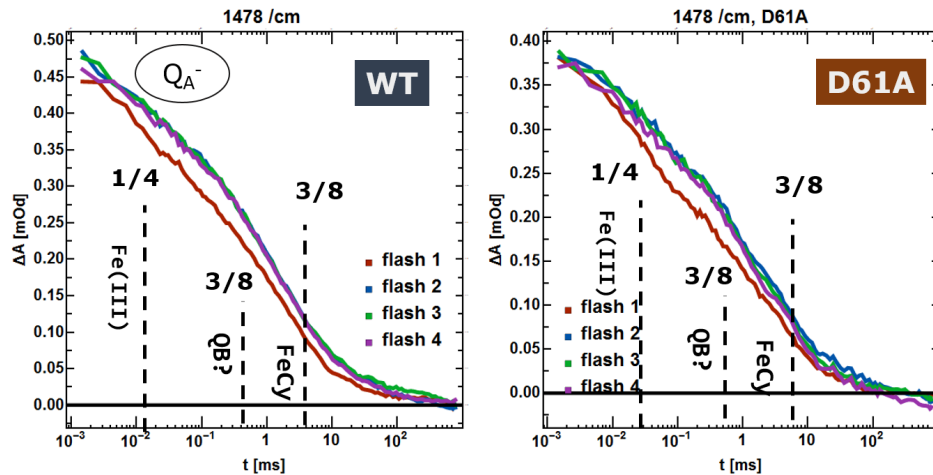 1478 /cm
0.50
0.45
0.40
0.35
0.30
0.25
0.20
0.15
0.10
0.05
0.00
ΔA [mOd]
QA-
WT
1/4
3/8
3/8
Fe(III)
QB?
FeCy
flash 1
flash 2
flash 3
flash 4
10⁻³ 10⁻² 10⁻¹ 1 10¹ 10²
t [ms]
1478 /cm, D61A
0.40
0.35
0.30
0.25
0.20
0.15
0.10
0.05
0.00
ΔA [mOd]
D61A
1/4
3/8
3/8
Fe(III)
QB?
FeCy
flash 1
flash 2
flash 3
flash 4
10⁻³ 10⁻² 10⁻¹ 1 10¹ 10²
t [ms]